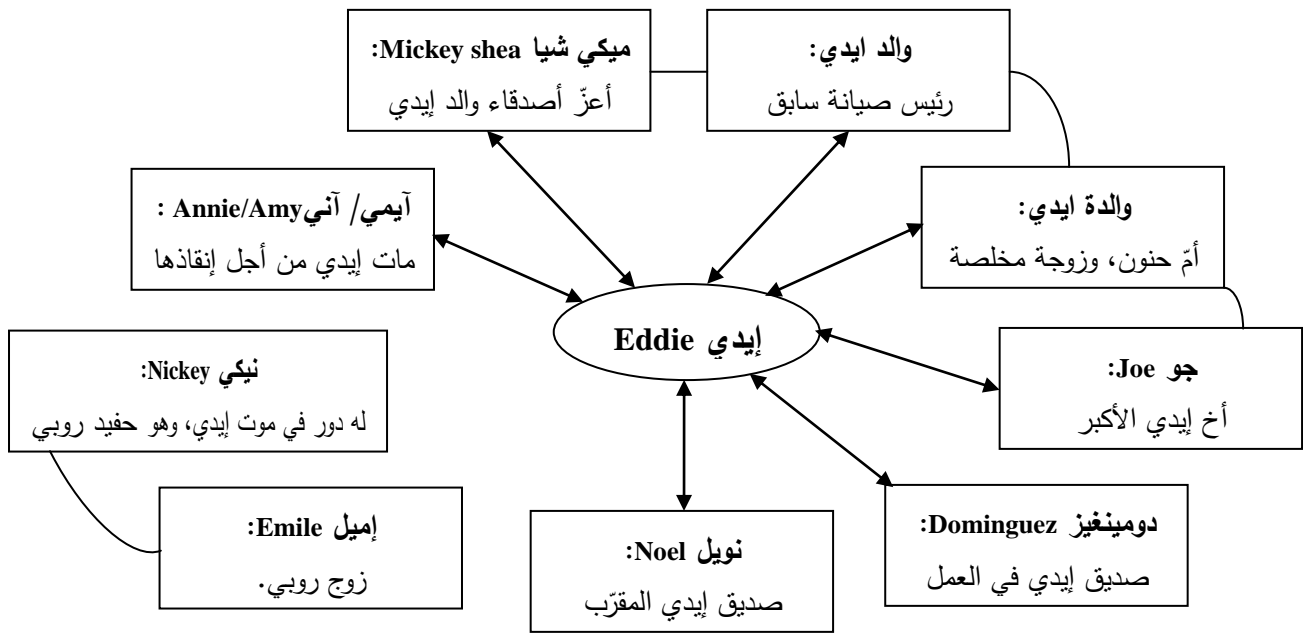 والد ايدي:
رئيس صيانة سابق
ميكي شيا Mickey shea:
أعزّ أصدقاء والد إيدي
والدة ايدي:
أمّ حنون، وزوجة مخلصة
آيمي/ آني Annie/Amy :
مات إيدي من أجل إنقاذها
إيدي Eddie
جو Joe:
أخ إيدي الأكبر
نيكي Nickey:
له دور في موت إيدي، وهو حفيد روبي
دومينغيز Dominguez:
صديق إيدي في العمل
نويل Noel:
صديق إيدي المقرّب
إميل Emile:
زوج روبي.